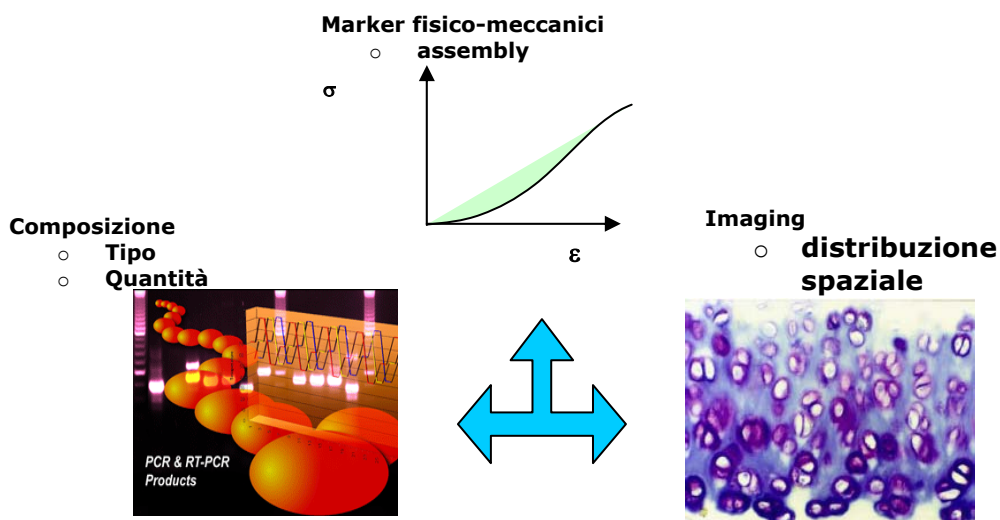 Marker fisico-meccanici
o assembly
σ
ε
Composizione
o Tipo
o Quantità
Imaging
o distribuzione
spaziale
PCR & RT-PCR
Products